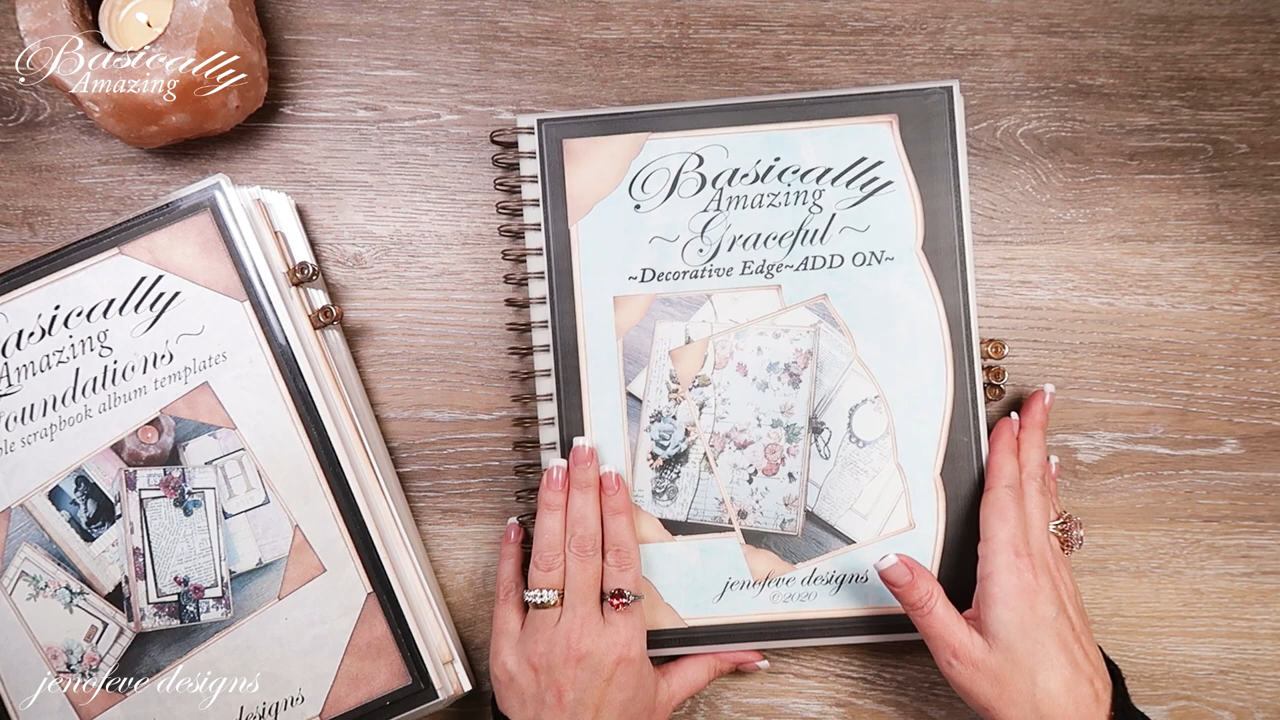 Basically
Amazing
Basically
Amazing
~Graceful~
~Decorative Edge~ADD ON~
jenofeve designs
©2020
asically
Amazing
oundations~
ble scrapbook album templates
H
designs
jenofeve designs